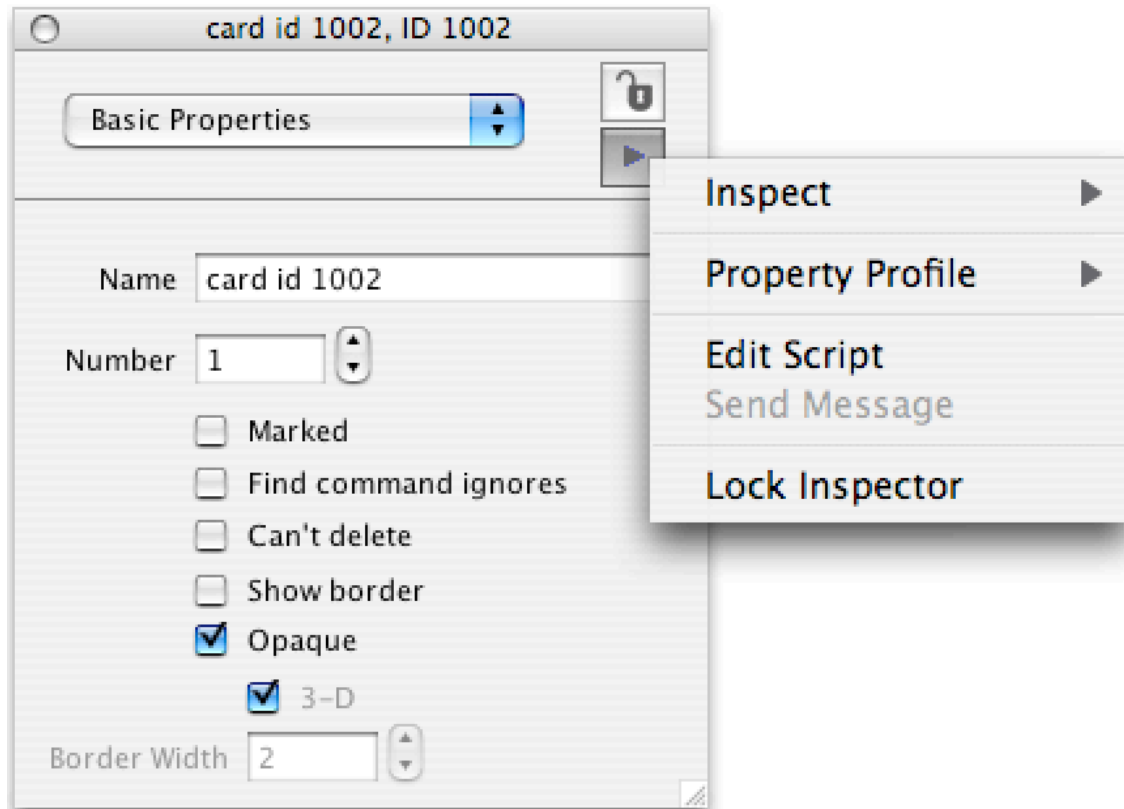 card id 1002, ID 1002
Basic Properties
Inspect
Property Profile
Edit Script
Send Message
Lock Inspector
Name card id 1002
Number 1
Marked
Find command ignores
Can't delete
Show border
Opaque
3-D
Border Width 2